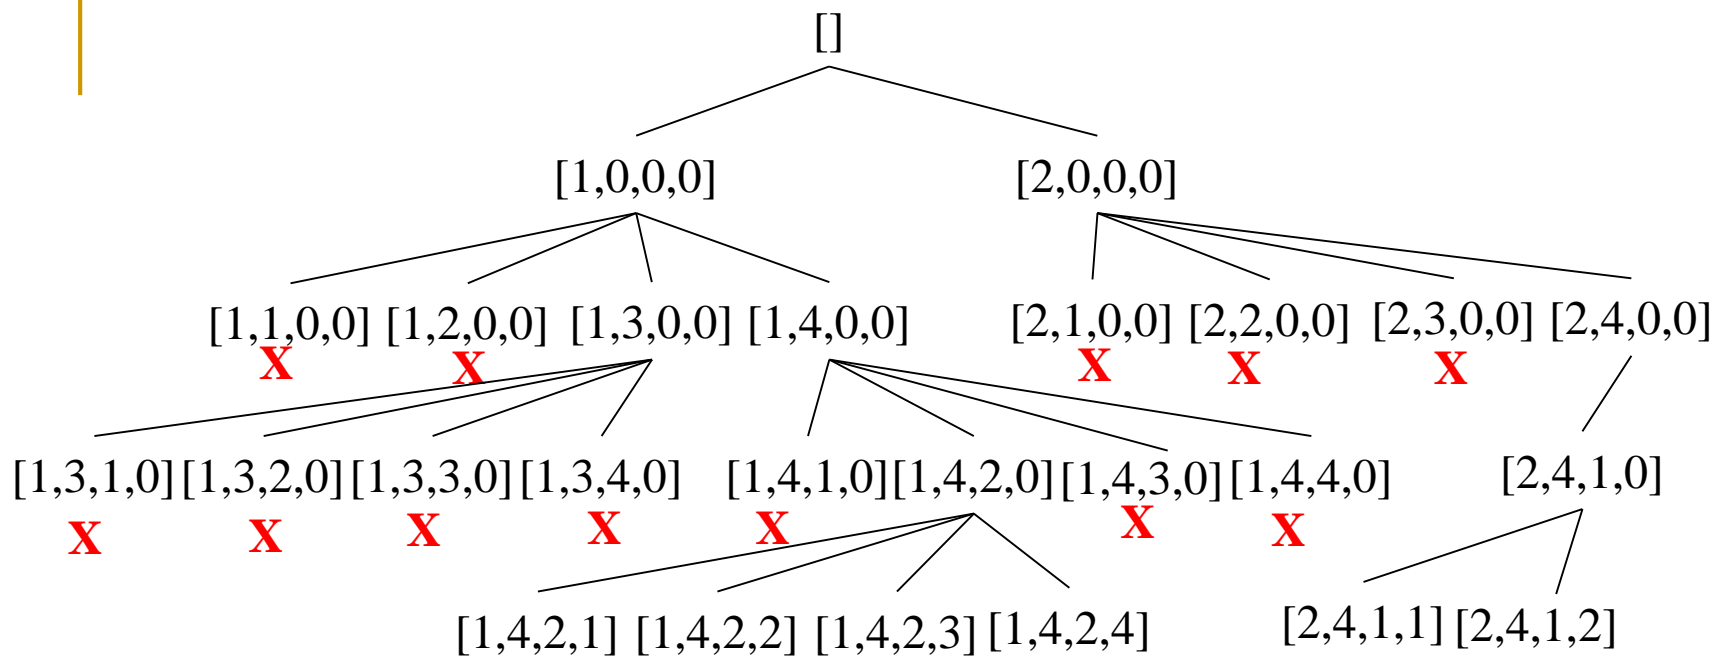 []
[1,0,0,0] [2,0,0,0]
[1,1,0,0] [1,2,0,0] [1,3,0,0] [1,4,0,0] [2,1,0,0] [2,2,0,0] [2,3,0,0] [2,4,0,0]
X X X X X
[1,3,1,0] [1,3,2,0] [1,3,3,0] [1,3,4,0] [1,4,1,0] [1,4,2,0] [1,4,3,0] [1,4,4,0] [2,4,1,0]
X X X X X X X
[1,4,2,1] [1,4,2,2] [1,4,2,3] [1,4,2,4] [2,4,1,1] [2,4,1,2]